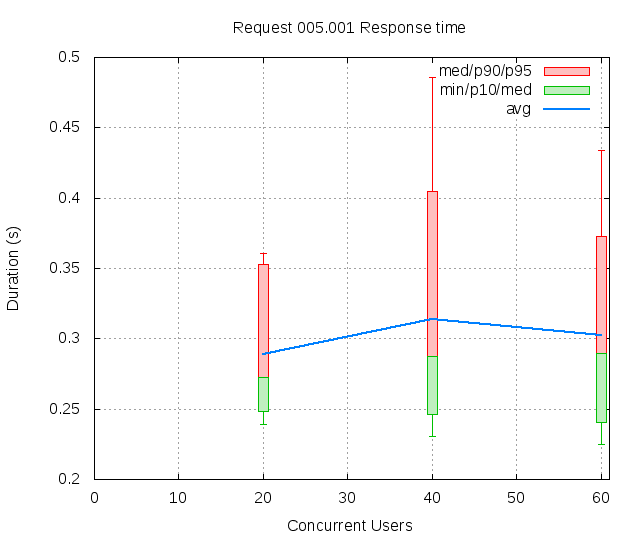 Request 005.001 Response time
med/p90/p95
min/p10/med
avg
0.5
0.45
0.4
0.35
0.3
0.25
0.2
Duration (s)
0 10 20 30 40 50 60
Concurrent Users